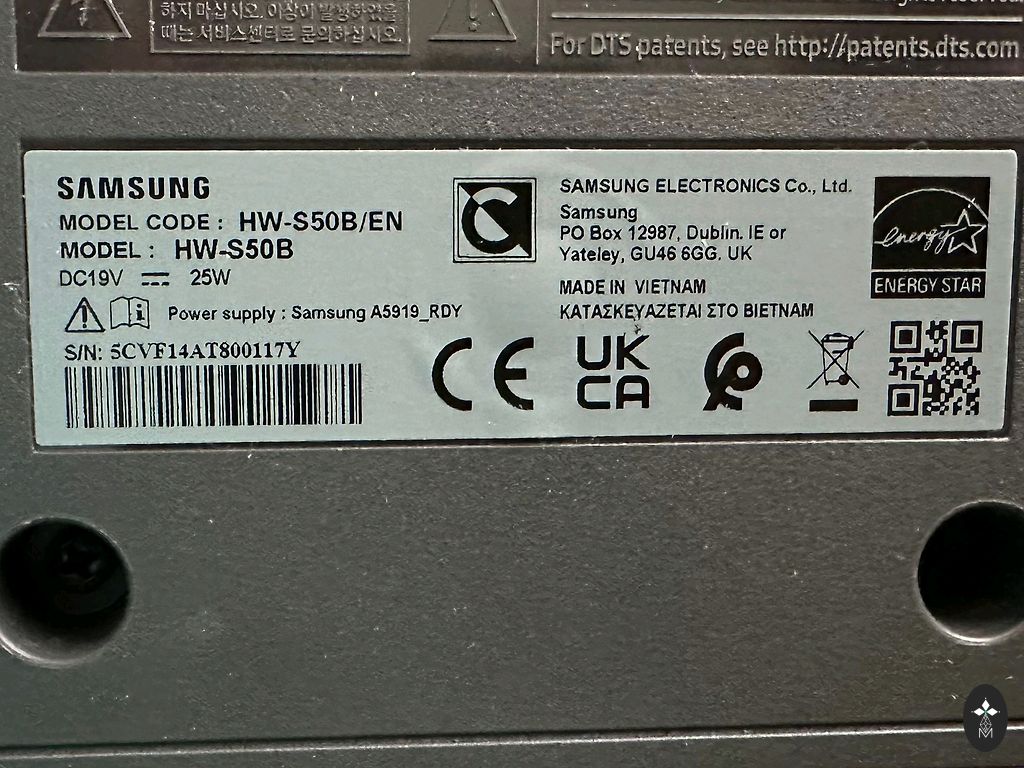 하지 마십시오. 이상이 발생하였을
때는 서비스센터로 문의하십시오.
For DTS patents, see http://patents.dts.com
SAMSUNG
MODEL CODE : HW-S50B/EN
MODEL : HW-S50B
DC19V 25W
Power supply : Samsung A5919_RDY
S/N: 5CVF14AT800117Y
SAMSUNG ELECTRONICS Co., Ltd.
Samsung
PO Box 12987, Dublin. IE or
Yateley, GU46 6GG. UK
MADE IN VIETNAM
ΚΑΤΑΣΚΕΥΑΖΕΤΑΙ ΣΤΟ ΒΙΕΤΝΑΜ
CE
UK
CA
energy
ENERGY STAR
M